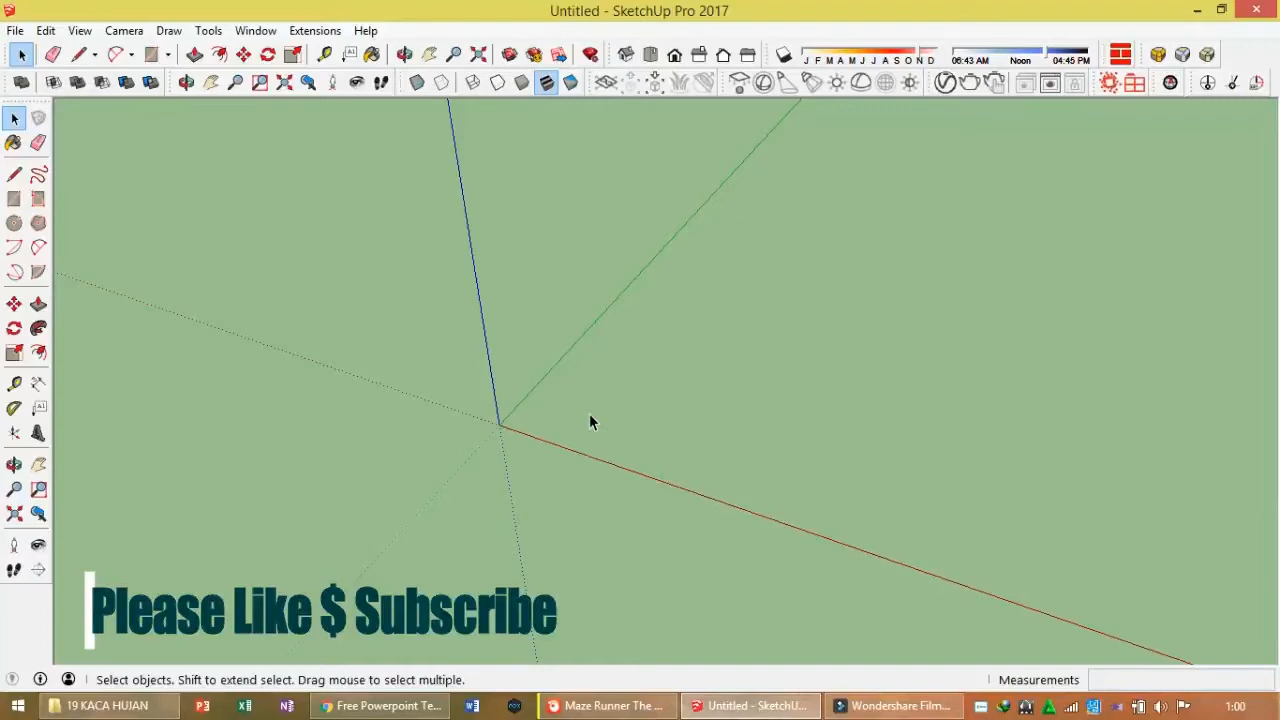 Untitled - SketchUp Pro 2017
File Edit View Camera Draw Tools Window Extensions Help
J F M A M J J A S O N D 06:43 AM Noon 04:45 PM
Please Like $ Subscribe
Select objects. Shift to extend select. Drag mouse to select multiple. Measurements
19 KACA HUJAN Free Powerpoint Te... Maze Runner The ... Untitled - SketchU... Wondershare Film... 1:00